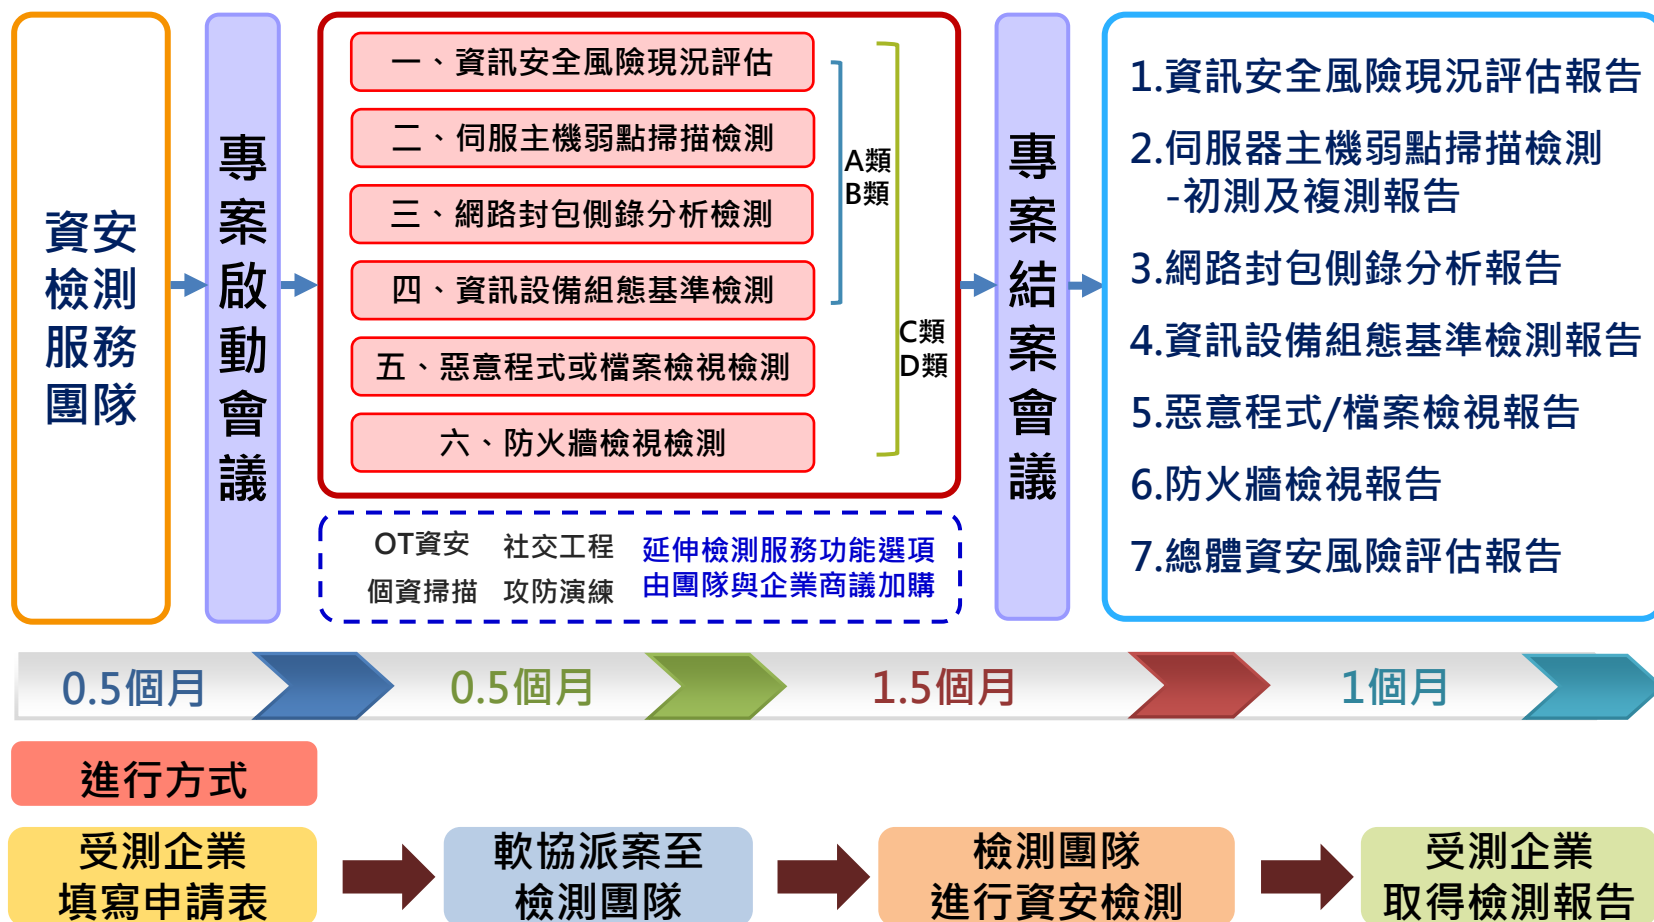 資安
檢測
服務
團隊
專案啟動會議
一、資訊安全風險現況評估
二、伺服主機弱點掃描檢測
三、網路封包側錄分析檢測
四、資訊設備組態基準檢測
五、惡意程式或檔案檢視檢測
六、防火牆檢視檢測
A類
B類
C類
D類
OT資安
社交工程
個資掃描
攻防演練
延伸檢測服務功能選項
由團隊與企業商議加購
專案結案會議
1.資訊安全風險現況評估報告
2.伺服器主機弱點掃描檢測
-初測及複測報告
3.網路封包側錄分析報告
4.資訊設備組態基準檢測報告
5.惡意程式/檔案檢視報告
6.防火牆檢視報告
7.總體資安風險評估報告
0.5個月
0.5個月
1.5個月
1個月
進行方式
受測企業
填寫申請表
軟協派案至
檢測團隊
檢測團隊
進行資安檢測
受測企業
取得檢測報告